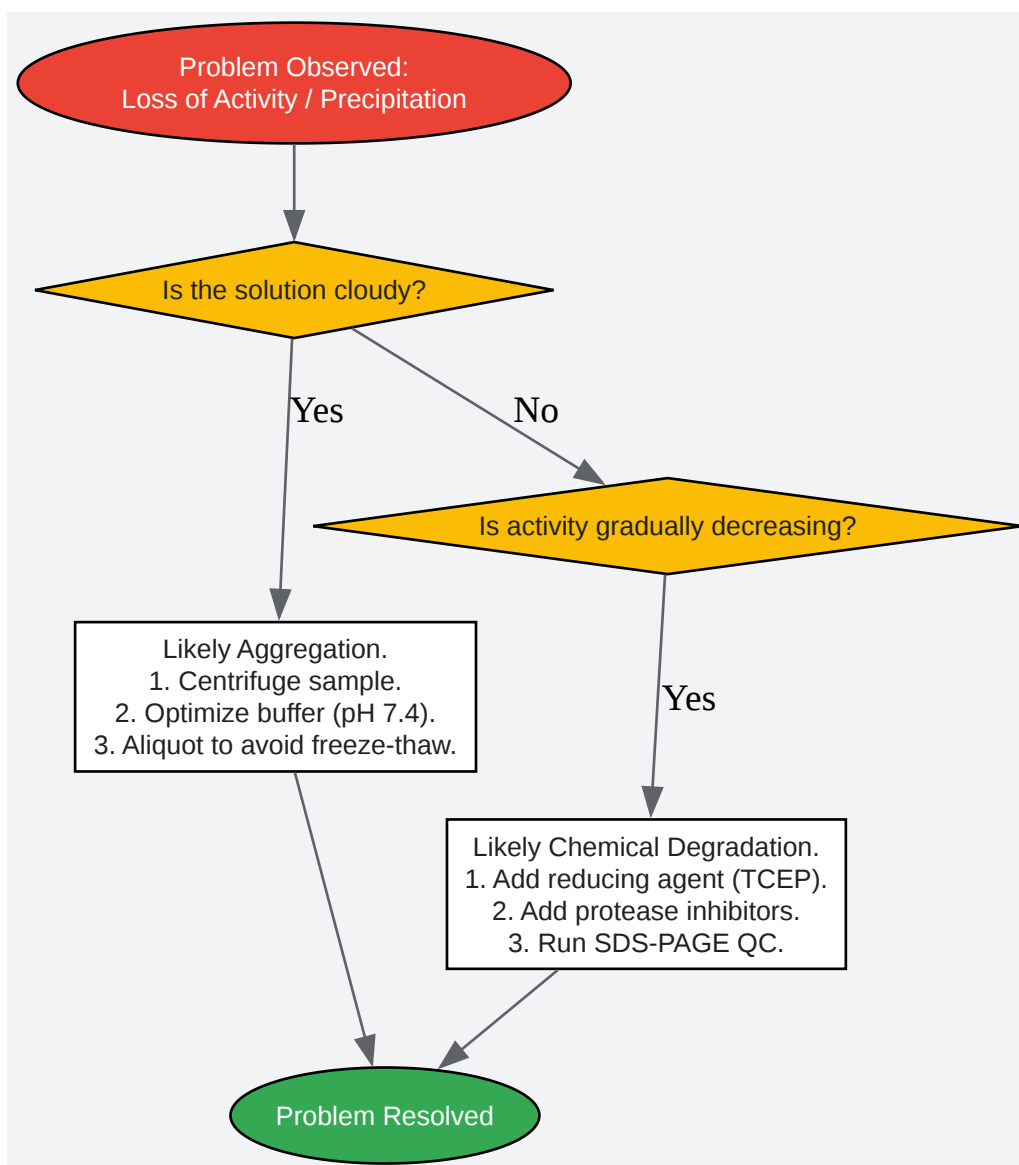 Problem Observed:
Loss of Activity / Precipitation
Is the solution cloudy?
Yes
No
Is activity gradually decreasing?
Likely Aggregation.
1. Centrifuge sample.
2. Optimize buffer (pH 7.4).
3. Aliquot to avoid freeze-thaw.
Yes
Likely Chemical Degradation.
1. Add reducing agent (TCEP).
2. Add protease inhibitors.
3. Run SDS-PAGE QC.
Problem Resolved